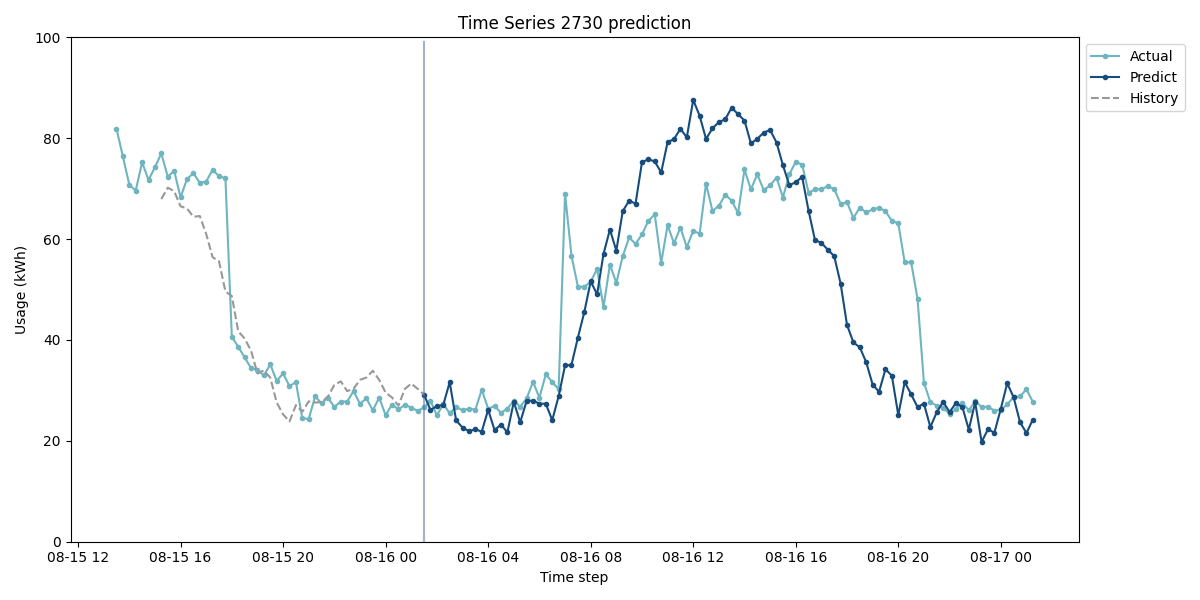 Time Series 2730 prediction
Usage (kWh)
100
80
60
40
20
0
08-15 12
08-15 16
08-15 20
08-16 00
08-16 04
08-16 08
08-16 12
08-16 16
08-16 20
08-17 00
Time step
Actual
Predict
History